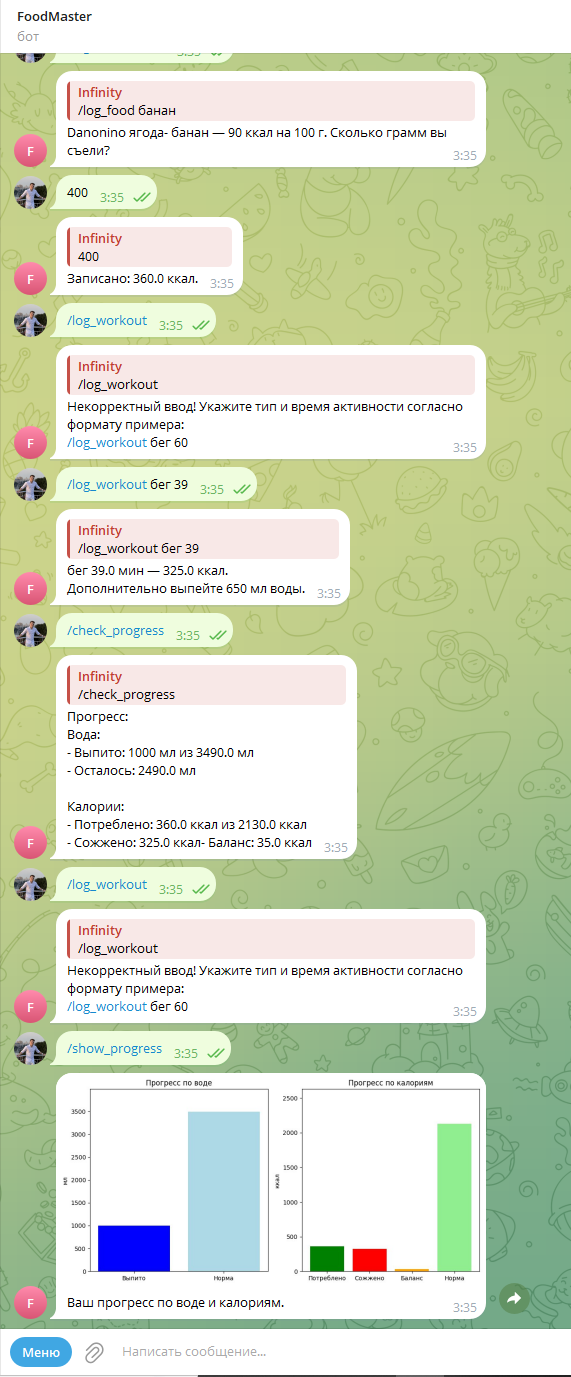 FoodMaster
бот
3:35
Infinity
/log_food банан
Danonino ягода- банан — 90 ккал на 100 г. Сколько грамм вы
съели?
3:35
F
400 3:35
Infinity
400
Записано: 360.0 ккал. 3:35
F
/log_workout 3:35
Infinity
/log_workout
Некорректный ввод! Укажите тип и время активности согласно
формату примера:
/log_workout бег 60
3:35
F
/log_workout бег 39 3:35
Infinity
/log_workout бег 39
бег 39.0 мин — 325.0 ккал.
Дополнительно выпейте 650 мл воды. 3:35
F
/check_progress 3:35
Infinity
/check_progress
Прогресс:
Вода:
- Выпито: 1000 мл из 3490.0 мл
- Осталось: 2490.0 мл
Калории:
- Потреблено: 360.0 ккал из 2130.0 ккал
- Сожжено: 325.0 ккал- Баланс: 35.0 ккал 3:35
F
/log_workout 3:35
Infinity
/log_workout
Некорректный ввод! Укажите тип и время активности согласно
формату примера:
/log_workout бег 60
3:35
F
/show_progress 3:35
Прогресс по воде
3500
3000
2500
2000
1500
1000
500
0
мл
Выпито Норма
Прогресс по калориям
2500
2000
1500
1000
500
0
ккал
Потреблено Сожжено Баланс Норма
Ваш прогресс по воде и калориям. 3:35
F
Меню
Написать сообщение...